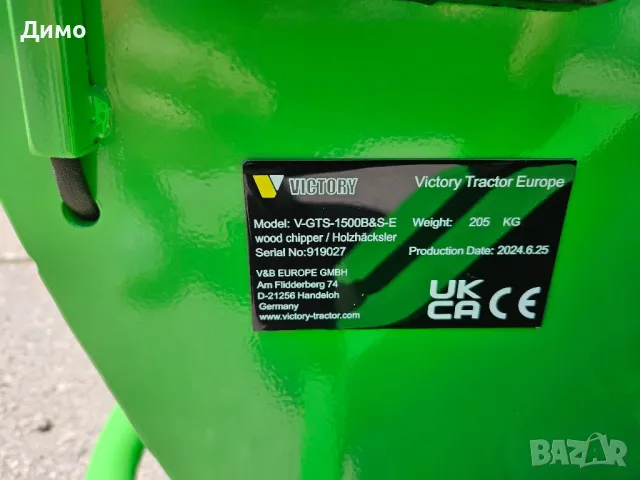 Димо
VICTORY Victory Tractor Europe
Model: V-GTS-1500B&S-E Weight: 205 KG
wood chipper / Holzhäcksler
Serial No:919027 Production Date: 2024.6.25
V&B EUROPE GMBH
Am Flidderberg 74
D-21256 Handeloh
Germany
www.victory-tractor.com
UK
CA CE
BAZAR